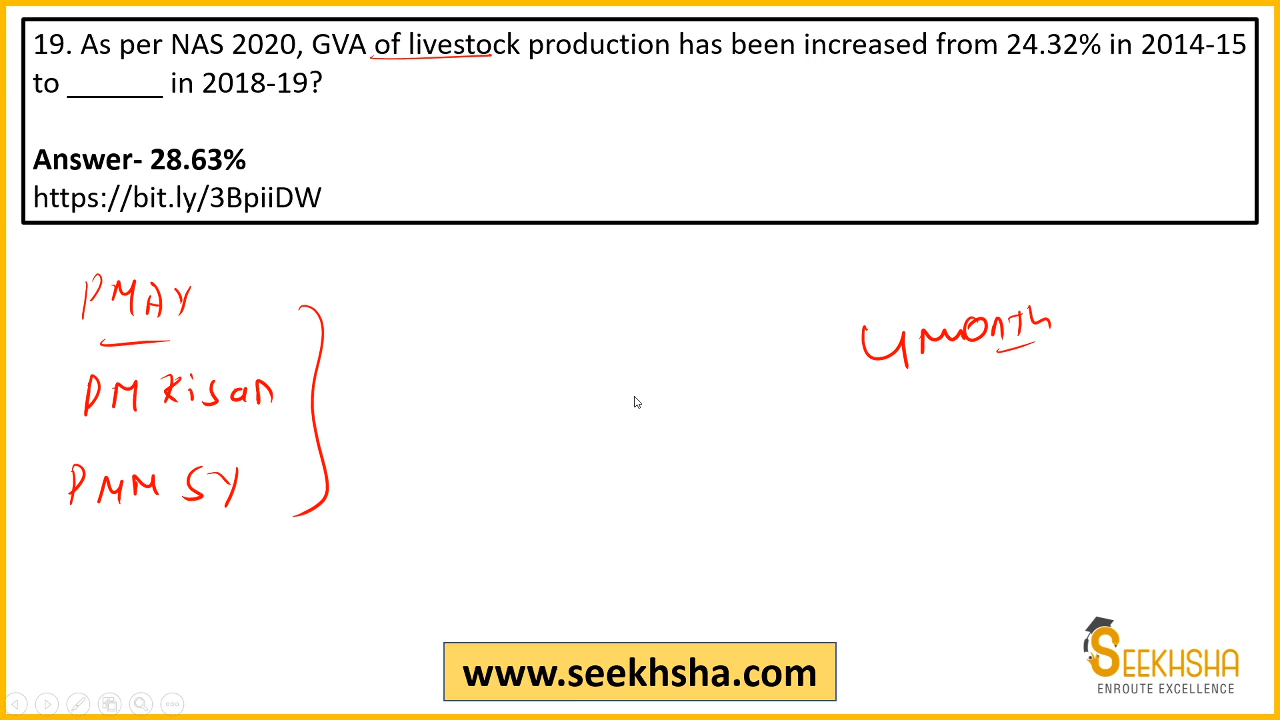 19. As per NAS 2020, GVA of livestock production has been increased from 24.32% in 2014-15
to ______ in 2018-19?
Answer- 28.63%
https://bit.ly/3BpiiDW
PMAY
PM Kisan
PMMSY
4 month
www.seekhsha.com
SEEKHSHA
ENROUTE EXCELLENCE